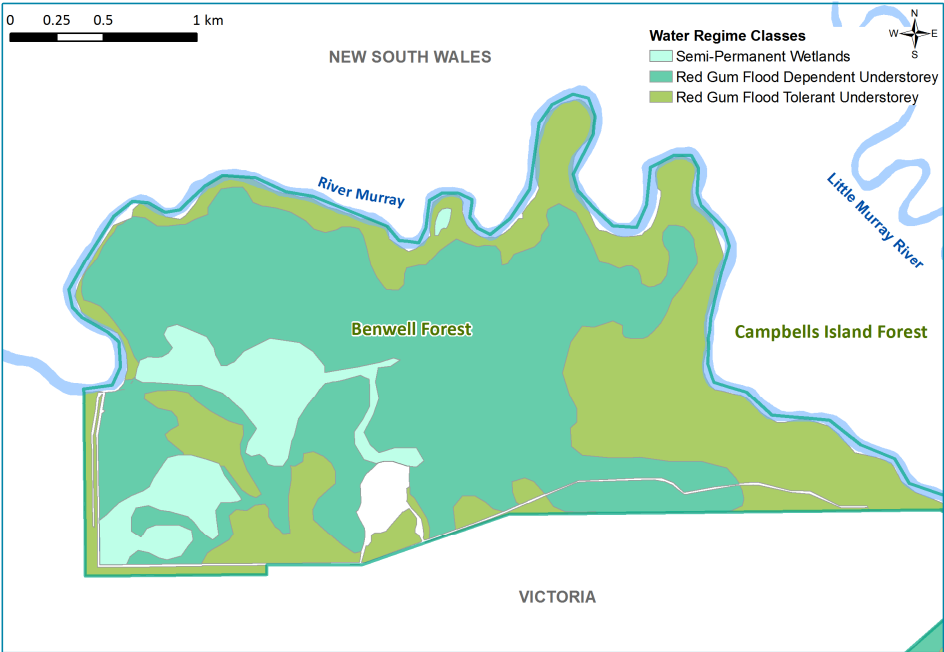 0 0.25 0.5 1 km
NEW SOUTH WALES
Water Regime Classes
Semi-Permanent Wetlands
Red Gum Flood Dependent Understorey
Red Gum Flood Tolerant Understorey
N
W E
S
River Murray
Little Murray River
Benwell Forest
Campbells Island Forest
VICTORIA